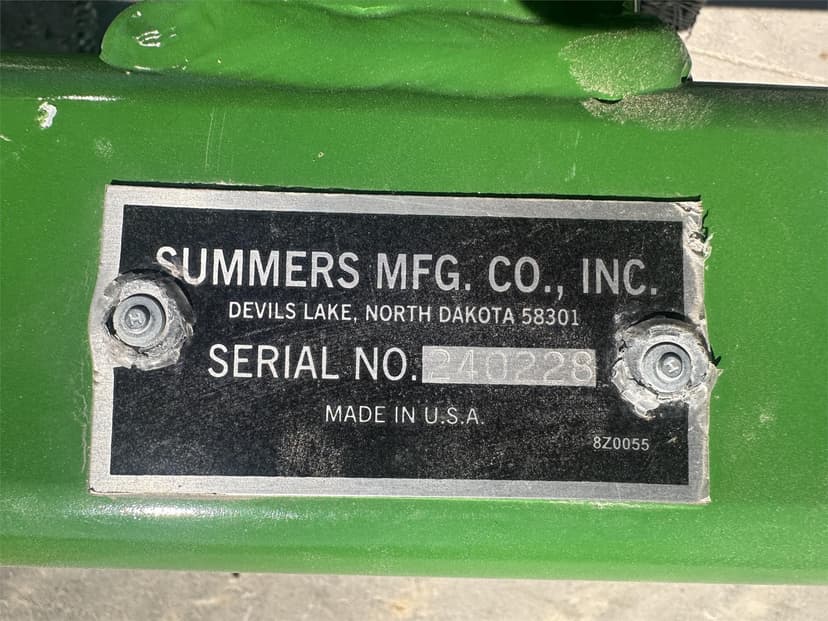 SUMMERS MFG. CO., INC.
DEVILS LAKE, NORTH DAKOTA 58301
SERIAL NO. 240228
MADE IN U.S.A.
8Z0055